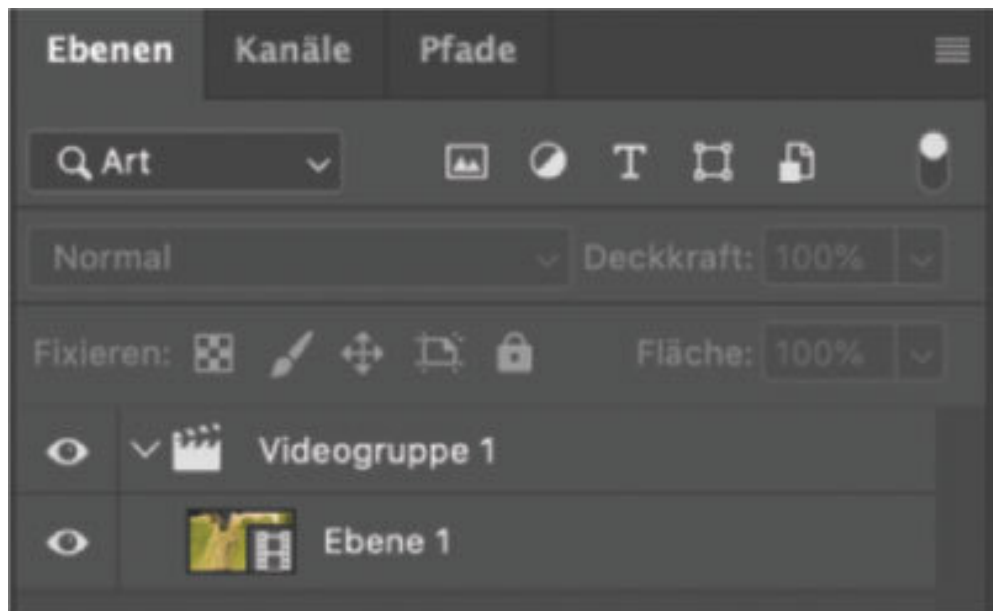 Ebenen Kanäle Pfade
Art
Normal Deckkraft: 100%
Fixieren: Fläche: 100%
Videogruppe 1
Ebene 1